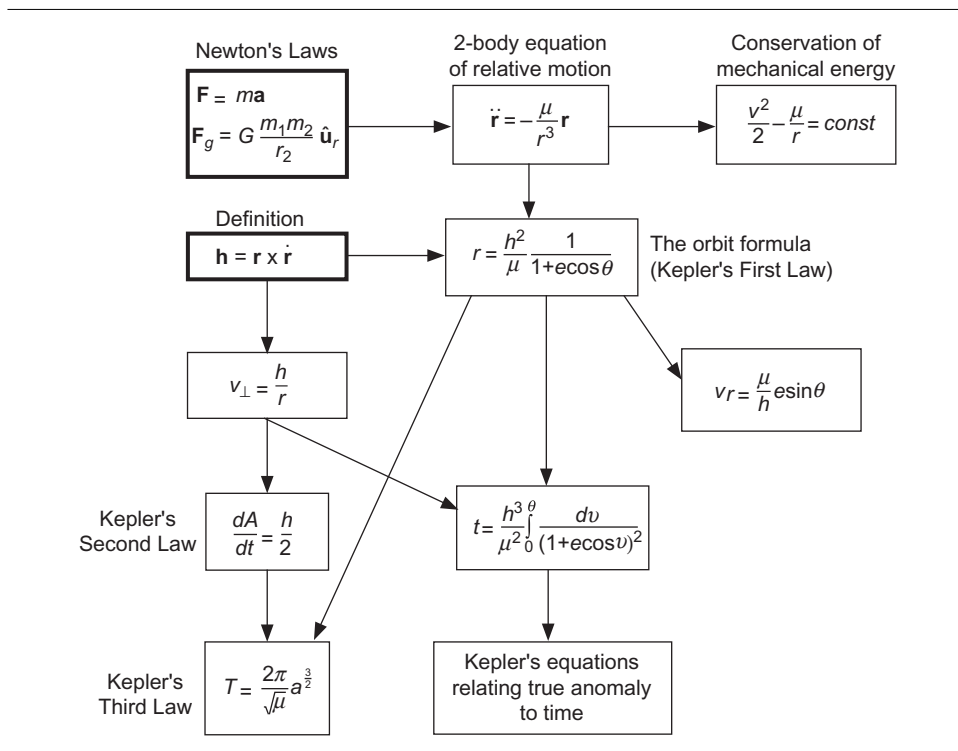 Newton's Laws
F = ma
F_g = G m_1m_2/r_2 û_r
2-body equation
of relative motion
r̈ = − μ/r^3 r
Conservation of
mechanical energy
v^2/2 − μ/r = const
Definition
h = r x ṙ
r = h^2/μ 1/1+ecosθ
The orbit formula
(Kepler's First Law)
v_⊥ = h/r
vr = μ/h esinθ
Kepler's
Second Law
dA/dt = h/2
t = h^3/μ^2 ∫_0^θ dυ/(1+ecosυ)^2
Kepler's
Third Law
T = 2π/√μ a^3/2
Kepler's equations
relating true anomaly
to time